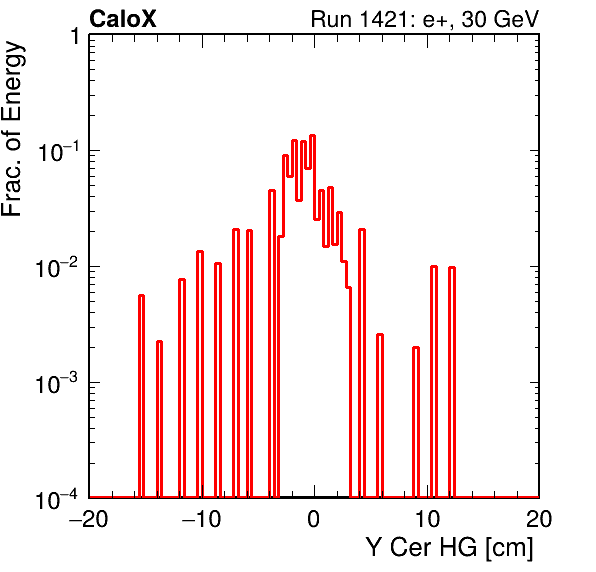 CaloX Run 1421: e+, 30 GeV
Frac. of Energy
1
10⁻¹
10⁻²
10⁻³
10⁻⁴
−20 −10 0 10 20
Y Cer HG [cm]